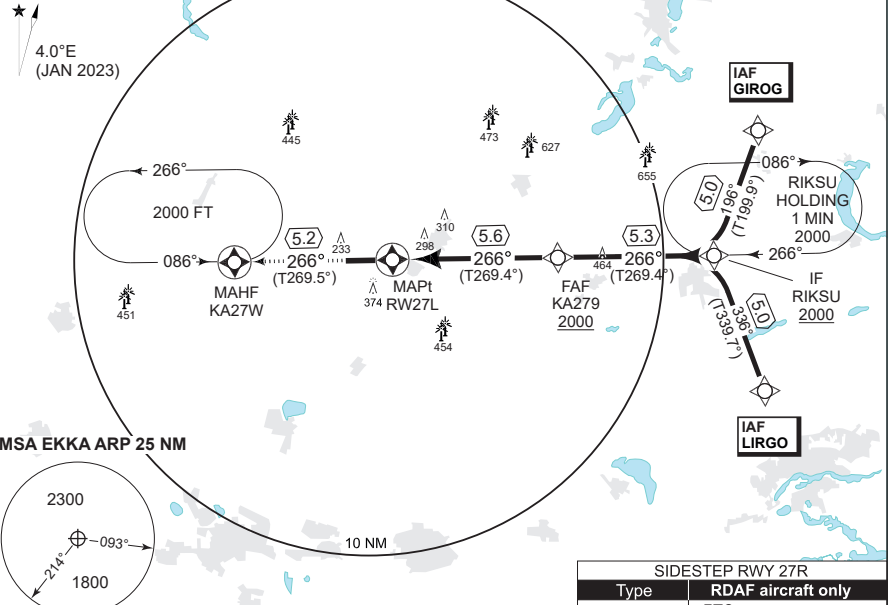 4.0°E
(JAN 2023)
IAF
GIROG
445
473
627
655
086°
5.0
196°
(T199.9°)
RIKSU
HOLDING
1 MIN
2000
266°
2000 FT
086°
5.2
266°
(T269.5°)
233
310
298
5.6
266°
(T269.4°)
464
5.3
266°
(T269.4°)
266°
MAHF
KA27W
374
MAPt
RW27L
FAF
KA279
2000
IF
RIKSU
2000
451
454
5.0
336°
(T339.7°)
IAF
LIRGO
MSA EKKA ARP 25 NM
2300
093°
214°
1800
10 NM
SIDESTEP RWY 27R
Type RDAF aircraft only